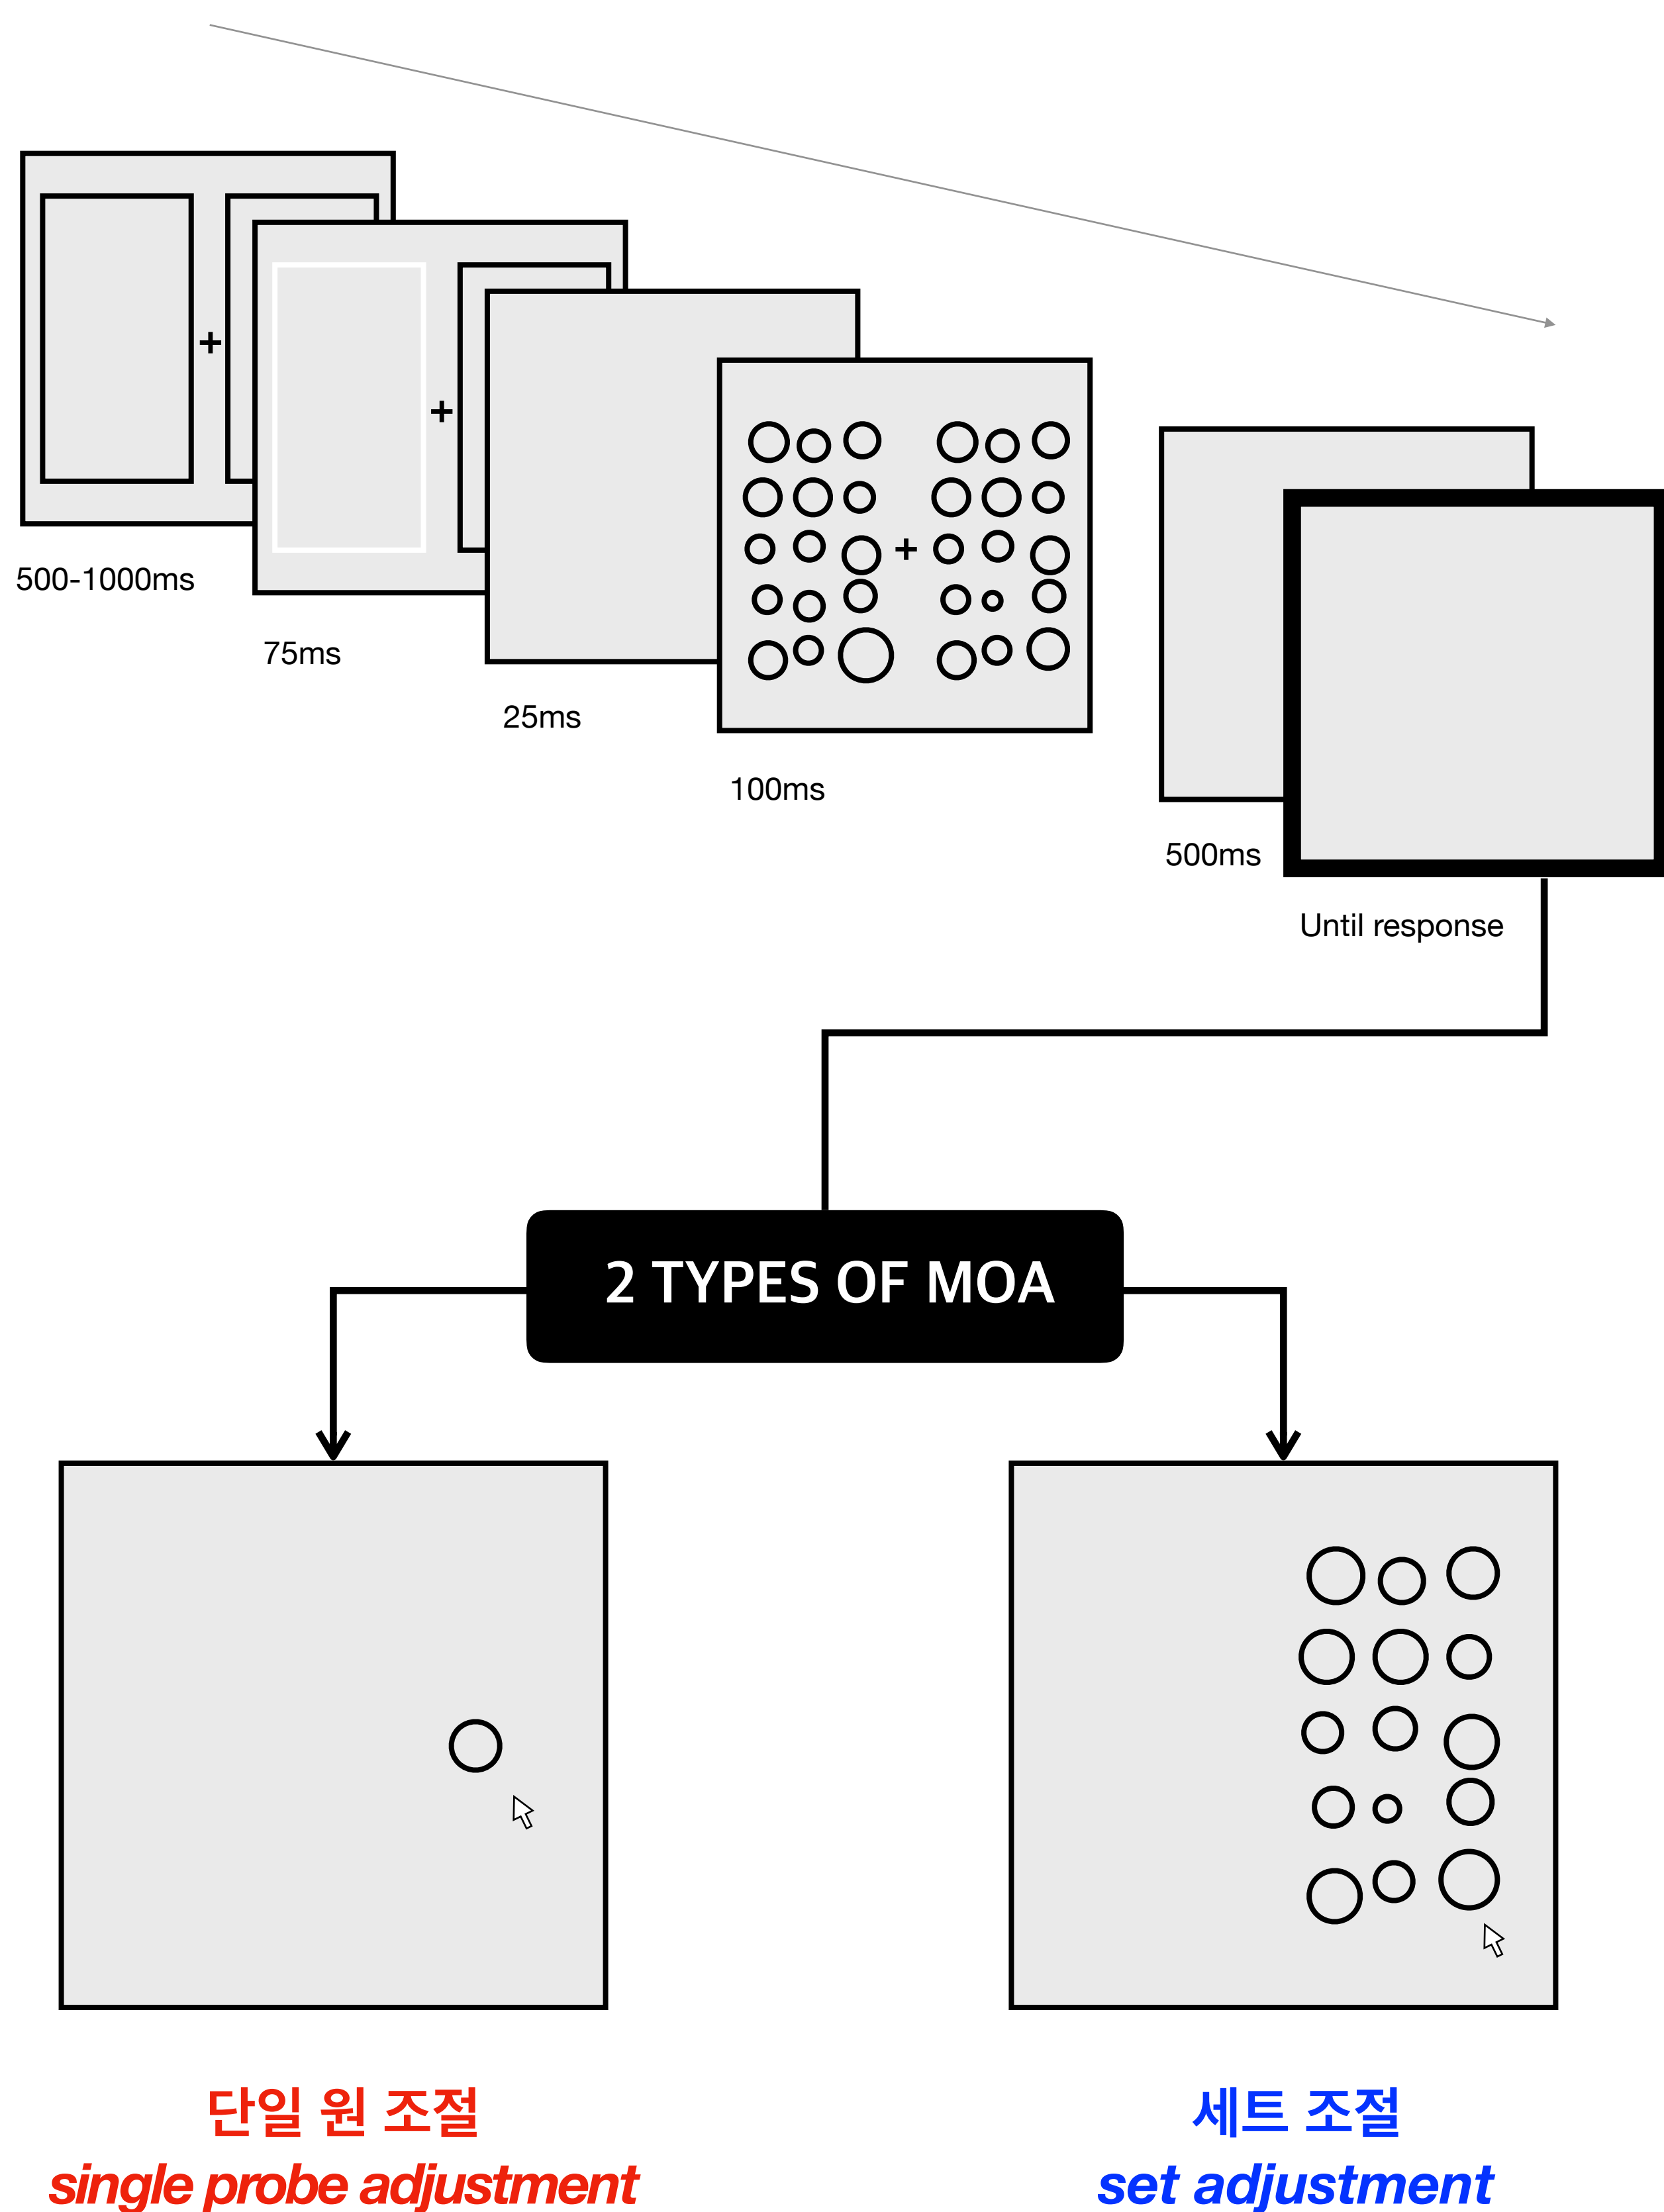 500-1000ms
75ms
25ms
100ms
500ms
Until response
2 TYPES OF MOA
단일 원 조절
single probe adjustment
세트 조절
set adjustment